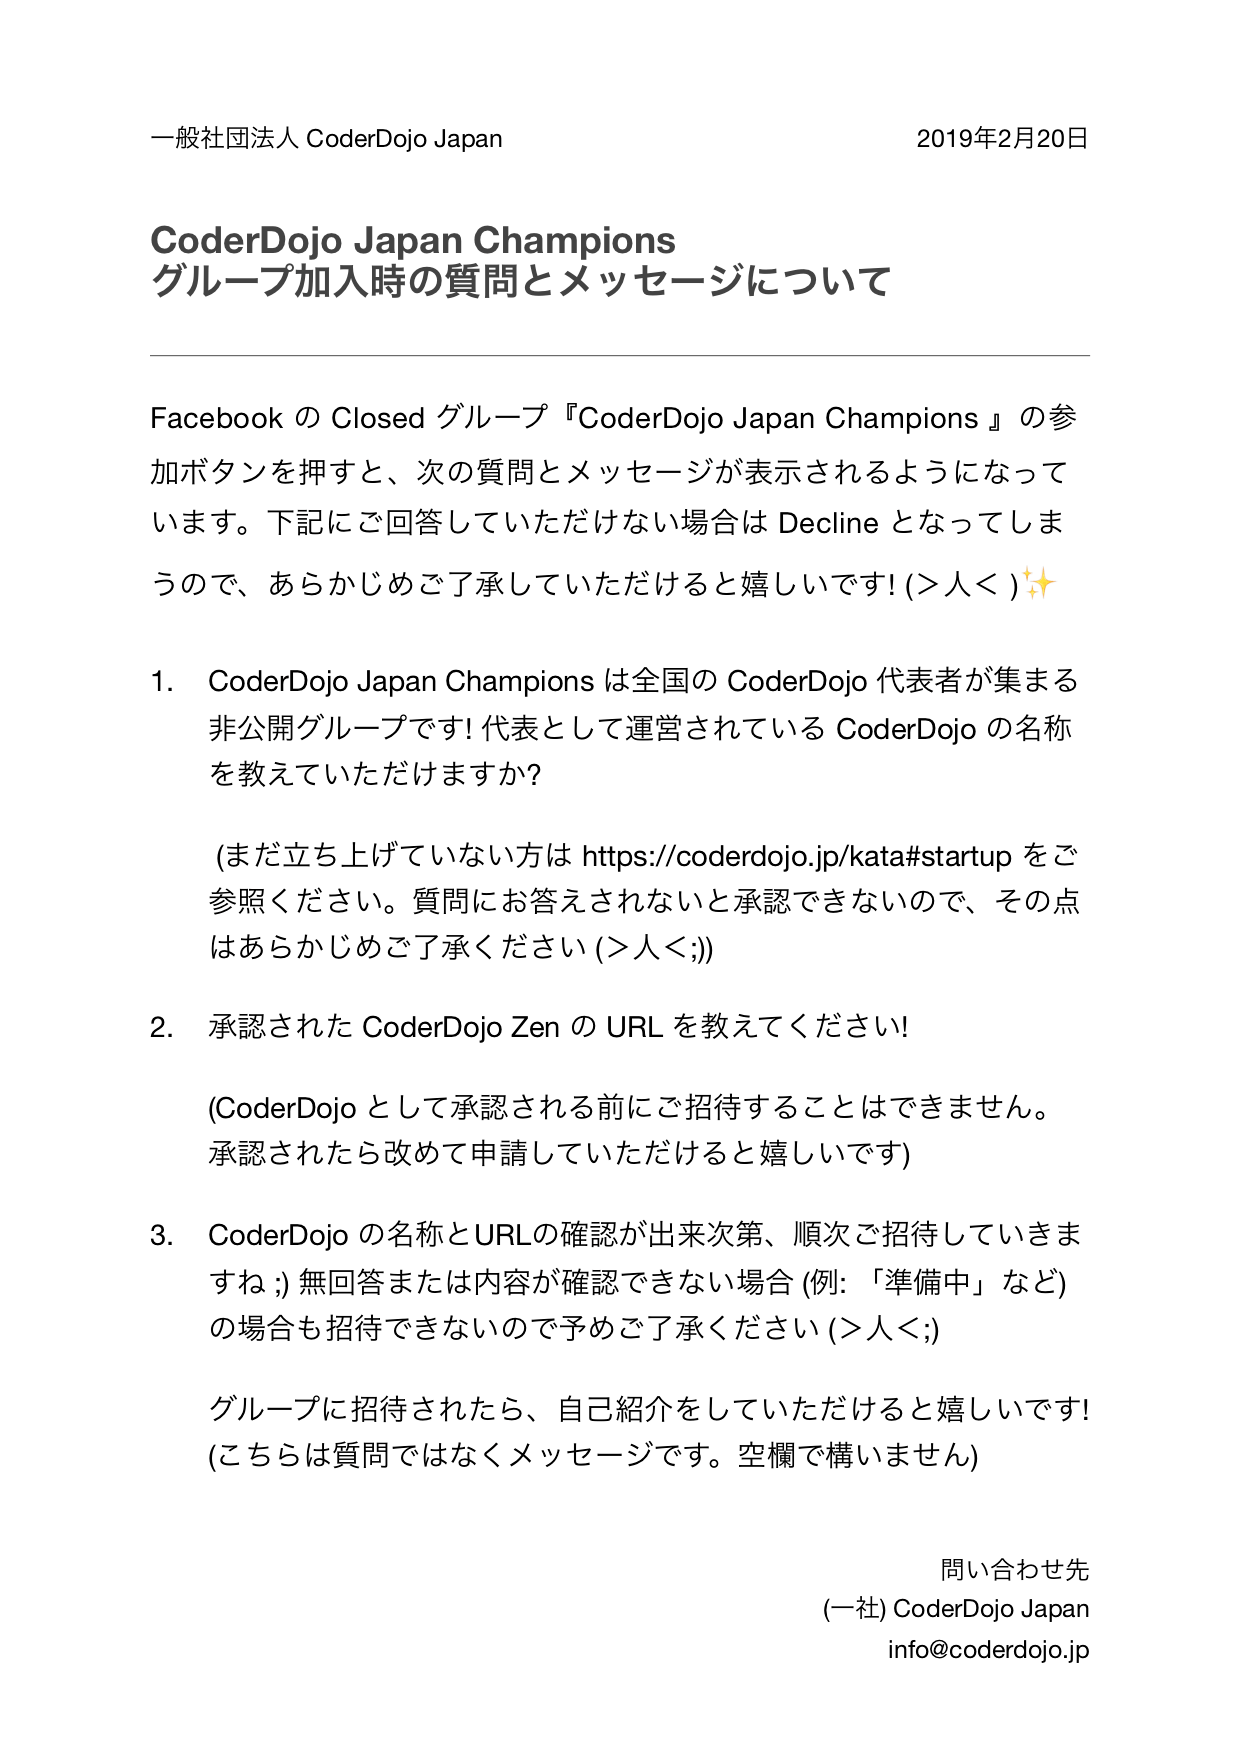 一般社団法人 CoderDojo Japan
2019年2月20日
CoderDojo Japan Champions
グループ加入時の質問とメッセージについて
Facebook の Closed グループ『CoderDojo Japan Champions 』の参
加ボタンを押すと、次の質問とメッセージが表示されるようになって
います。下記にご回答していただけない場合は Decline となってしま
うので、あらかじめご了承していただけると嬉しいです! (＞人＜ )✨
1. CoderDojo Japan Champions は全国の CoderDojo 代表者が集まる
非公開グループです! 代表として運営されている CoderDojo の名称
を教えていただけますか?
(まだ立ち上げていない方は https://coderdojo.jp/kata#startup をご
参照ください。質問にお答えされないと承認できないので、その点
はあらかじめご了承ください (＞人＜;))
2. 承認された CoderDojo Zen の URL を教えてください!
(CoderDojo として承認される前にご招待することはできません。
承認されたら改めて申請していただけると嬉しいです)
3. CoderDojo の名称とURLの確認が出来次第、順次ご招待していきま
すね ;) 無回答または内容が確認できない場合 (例: 「準備中」など)
の場合も招待できないので予めご了承ください (＞人＜;)
グループに招待されたら、自己紹介をしていただけると嬉しいです!
(こちらは質問ではなくメッセージです。空欄で構いません)
問い合わせ先
(一社) CoderDojo Japan
info@coderdojo.jp